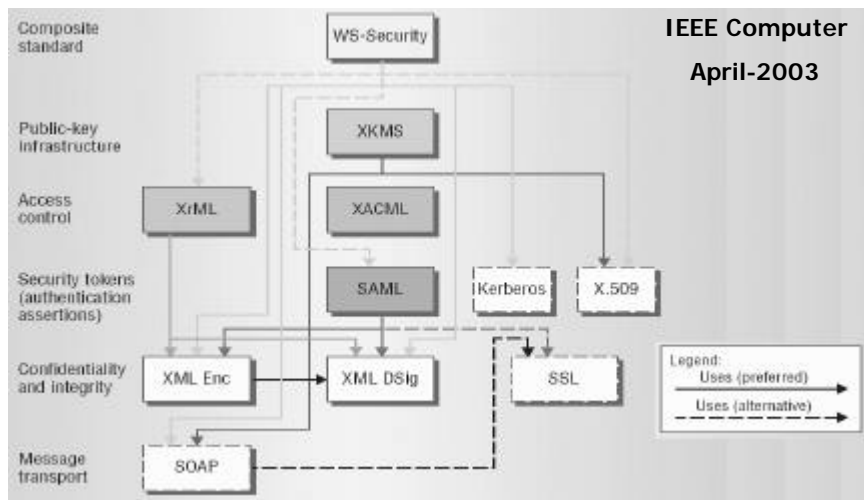 Composite
standard
WS-Security
IEEE Computer
April-2003
Public-key
infrastructure
XKMS
Access
control
XrML
XACML
Security tokens
(authentication
assertions)
SAML
Kerberos
X.509
Confidentiality
and integrity
XML Enc
XML DSig
SSL
Legend:
Uses (preferred)
Uses (alternative)
Message
transport
SOAP